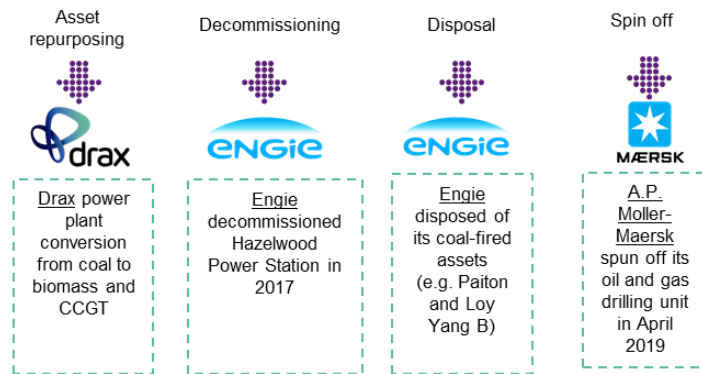 Asset
repurposing
Decommissioning
Disposal
Spin off
drax
ENGIE
ENGIE
MÆRSK
Drax power
plant
conversion
from coal to
biomass and
CCGT
Engie
decommissioned
Hazelwood
Power Station in
2017
Engie
disposed of
its coal-fired
assets
(e.g. Paiton
and Loy
Yang B)
A.P.
Moller-
Maersk
spun off its
oil and gas
drilling unit
in April
2019